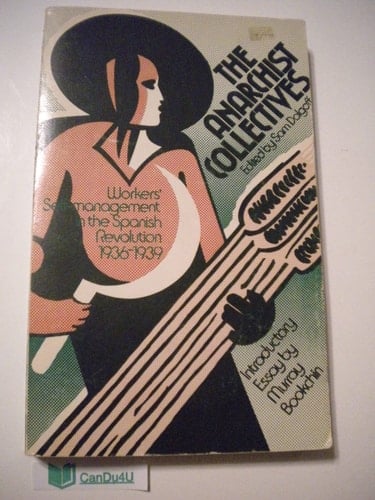 THE
ANARCHIST
COLLECTIVES
Edited by Sam Dolgoff
Workers'
Self-management
in the Spanish
Revolution
1936-1939
Introductory
Essay by
Murray
Bookchin
CanDu4U